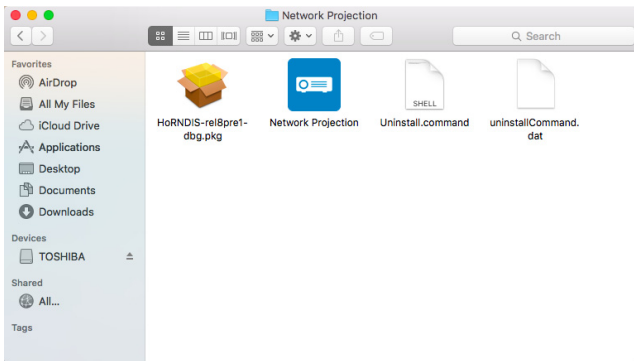 Network Projection
Search
Favorites
AirDrop
All My Files
iCloud Drive
Applications
Desktop
Documents
Downloads
Devices
TOSHIBA
Shared
All...
Tags
HoRNDIS-rel8pre1-
dbg.pkg
Network Projection
SHELL
Uninstall.command
uninstallCommand.
dat